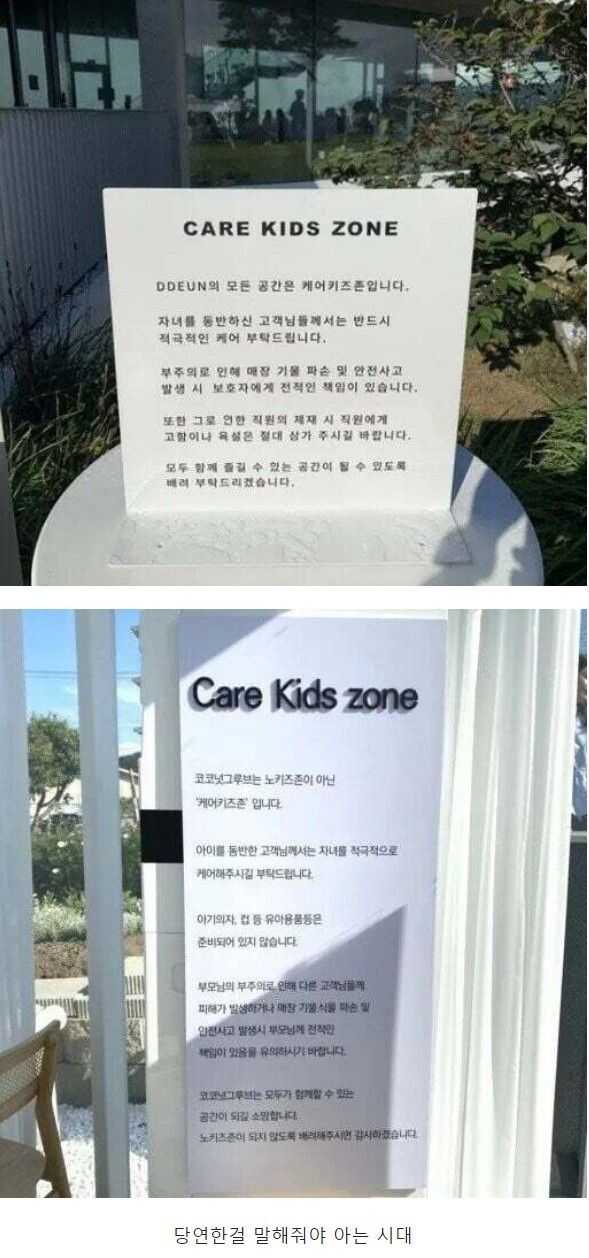 CARE KIDS ZONE
DDEUN의 모든 공간은 케어키즈존입니다.
자녀를 동반하신 고객님들께서는 반드시
적극적인 케어 부탁드립니다.
부주의로 인해 매장 기물 파손 및 안전사고
발생 시 보호자에게 전적인 책임이 있습니다.
또한 그로 인한 직원의 제재 시 직원에게
고함이나 욕설은 절대 삼가 주시길 바랍니다.
모두 함께 즐길 수 있는 공간이 될 수 있도록
배려 부탁드리겠습니다.
Care Kids zone
코코넛그루브는 노키즈존이 아닌
'케어키즈존' 입니다.
아이를 동반한 고객님께서는 자녀를 적극적으로
케어해주시길 부탁드립니다.
아기의자, 컵 등 유아용품등은
준비되어 있지 않습니다.
부모님의 부주의로 인해 다른 고객님들께
피해가 발생하거나 매장 기물식물 파손 및
안전사고 발생시 부모님께 전적인
책임이 있음을 유의하시기 바랍니다.
코코넛그루브는 모두가 함께할 수 있는
공간이 되길 소망합니다.
노키즈존이 되지 않도록 배려해주시면 감사하겠습니다.
당연한걸 말해줘야 아는 시대